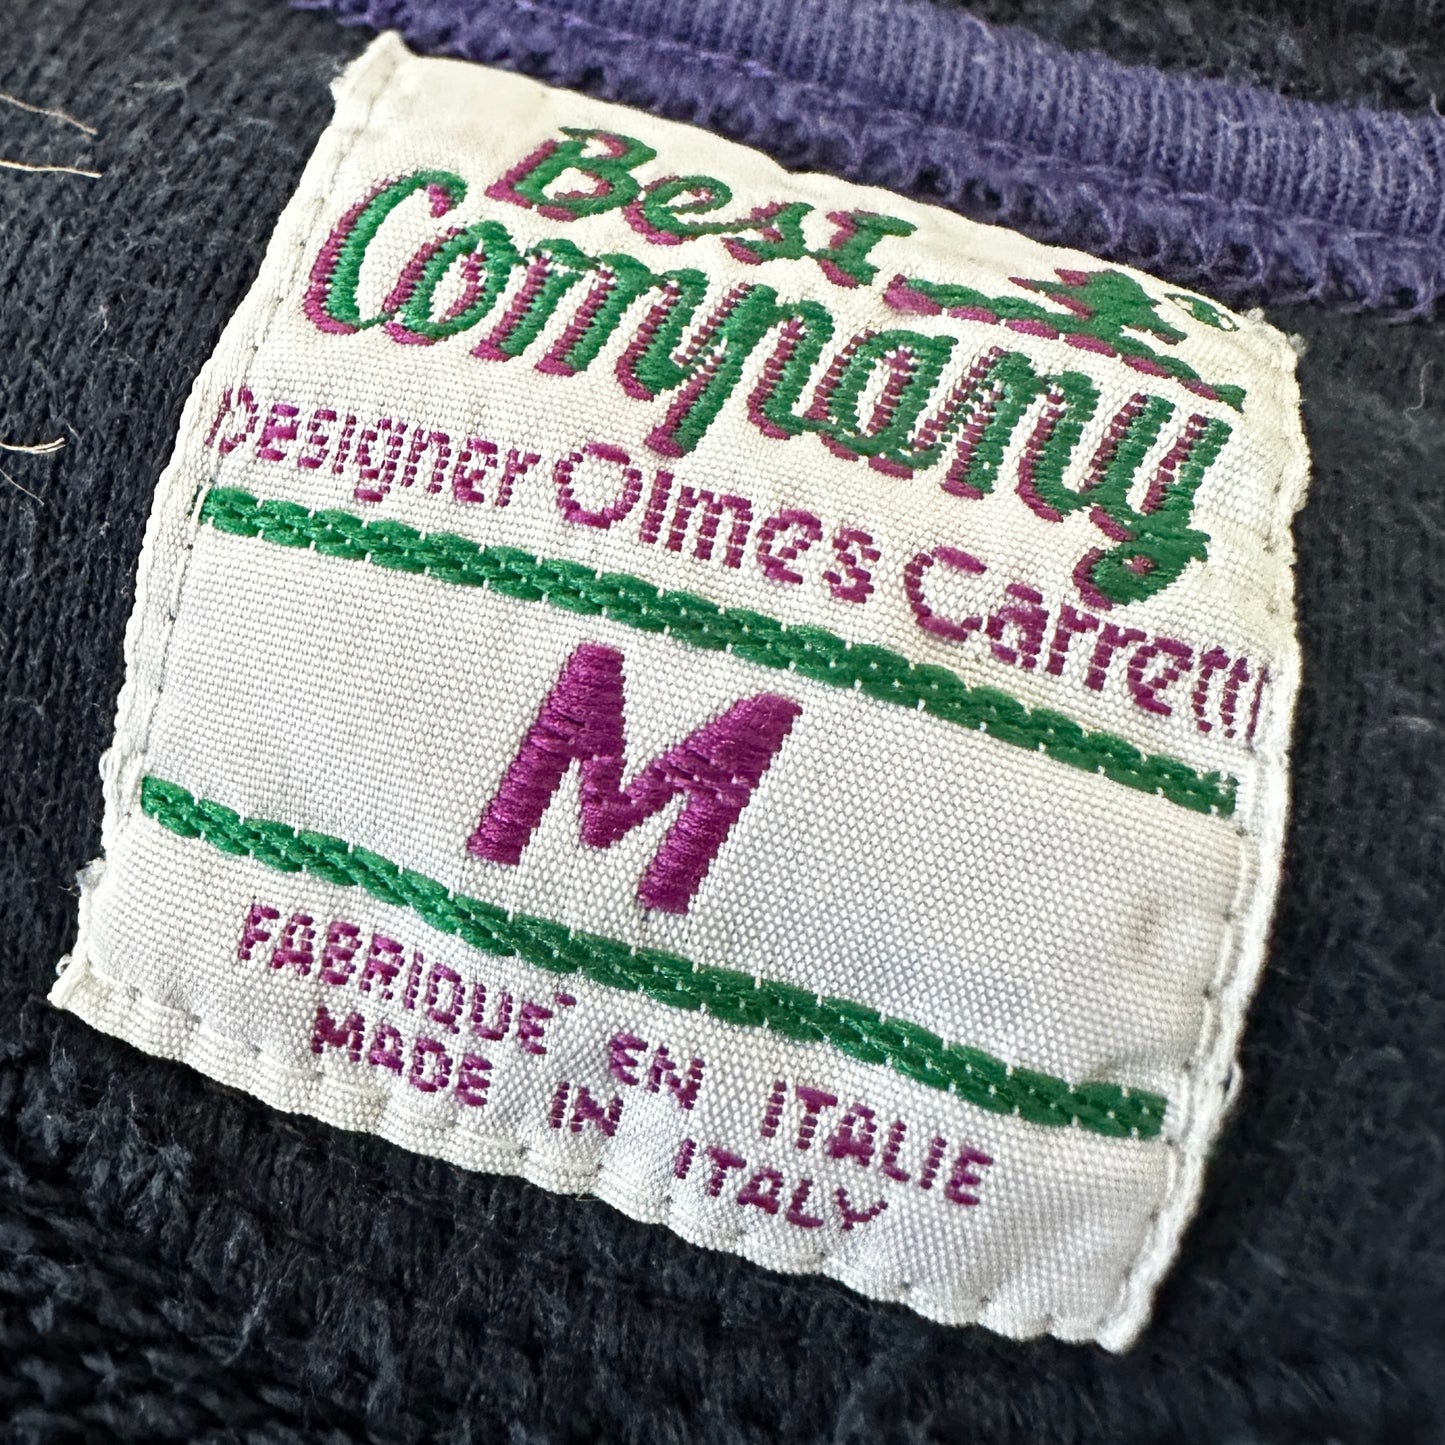 Best
Company
Designer Olmes Carretti
M
FABRIQUE' EN ITALIE
MADE IN ITALY